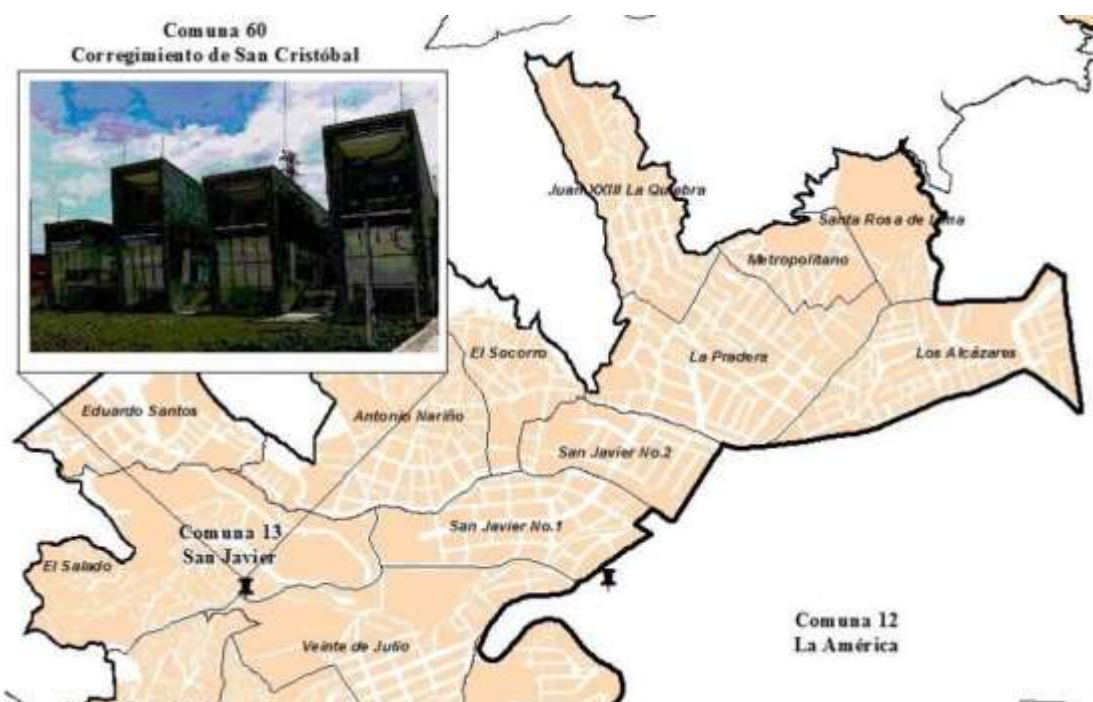 Comuna 60
Corregimiento de San Cristóbal
Juan XXIII La Quiebra
Santa Rosa de Lima
Metropolitano
El Socorro
La Pradera
Los Alcázares
Eduardo Santos
Antonio Nariño
San Javier No.2
San Javier No.1
Comuna 13
San Javier
El Salado
Comuna 12
La América
Veinte de Julio